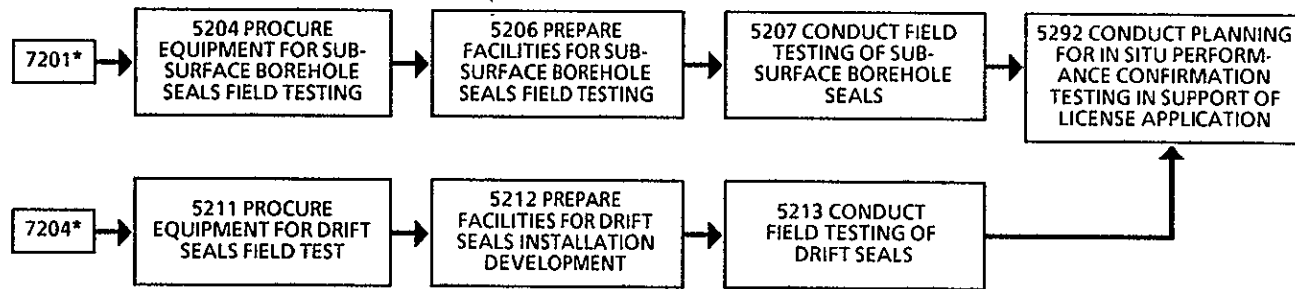 7201*
5204 PROCURE
EQUIPMENT FOR SUB-
SURFACE BOREHOLE
SEALS FIELD TESTING
5206 PREPARE
FACILITIES FOR SUB-
SURFACE BOREHOLE
SEALS FIELD TESTING
5207 CONDUCT FIELD
TESTING OF SUB-
SURFACE BOREHOLE
SEALS
5292 CONDUCT PLANNING
FOR IN SITU PERFORM-
ANCE CONFIRMATION
TESTING IN SUPPORT OF
LICENSE APPLICATION
7204*
5211 PROCURE
EQUIPMENT FOR DRIFT
SEALS FIELD TEST
5212 PREPARE
FACILITIES FOR DRIFT
SEALS INSTALLATION
DEVELOPMENT
5213 CONDUCT
FIELD TESTING OF
DRIFT SEALS